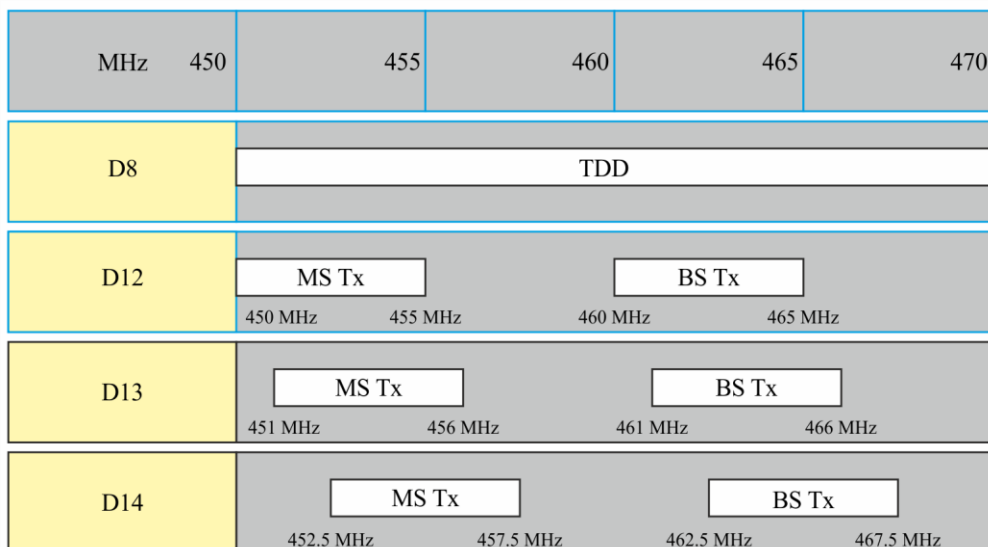 MHz 450 455 460 465 470
D8 TDD
D12 MS Tx BS Tx
450 MHz 455 MHz 460 MHz 465 MHz
D13 MS Tx BS Tx
451 MHz 456 MHz 461 MHz 466 MHz
D14 MS Tx BS Tx
452.5 MHz 457.5 MHz 462.5 MHz 467.5 MHz